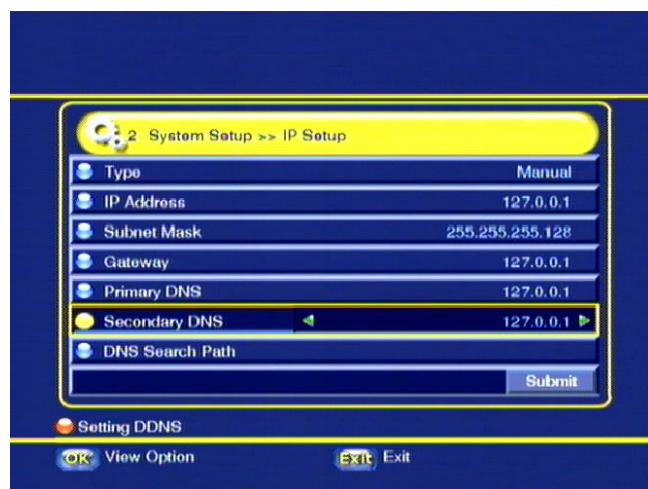 2 System Setup >> IP Setup
Type Manual
IP Address 127.0.0.1
Subnet Mask 255.255.255.128
Gateway 127.0.0.1
Primary DNS 127.0.0.1
Secondary DNS 127.0.0.1
DNS Search Path
Submit
Setting DDNS
OK View Option Exit Exit